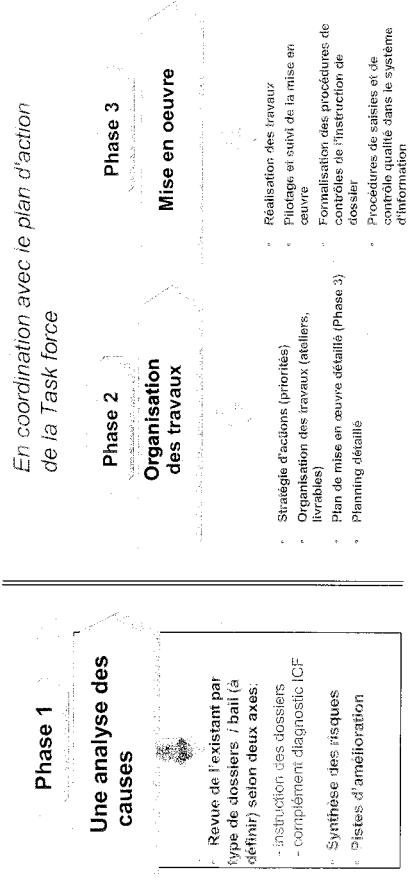 En coordination avec le plan d'action
de la Task force
Phase 1
Une analyse des
causes
Revue de l'existant par
type de dossiers / bail (à
définir) selon deux axes:
- instruction des dossiers
- complément diagnostic ICF
Synthèse des risques
Pistes d'amélioration
Phase 2
Organisation
des travaux
Stratégie d'actions (priorités)
Organisation des travaux (ateliers,
livrables)
Plan de mise en œuvre détaillé (Phase 3)
Planning détaillé
Phase 3
Mise en oeuvre
Réalisation des travaux
Pilotage et suivi de la mise en
œuvre
Formalisation des procédures de
contrôles de l'instruction de
dossier
Procédures de saisies et de
contrôle qualité dans le système
d'information